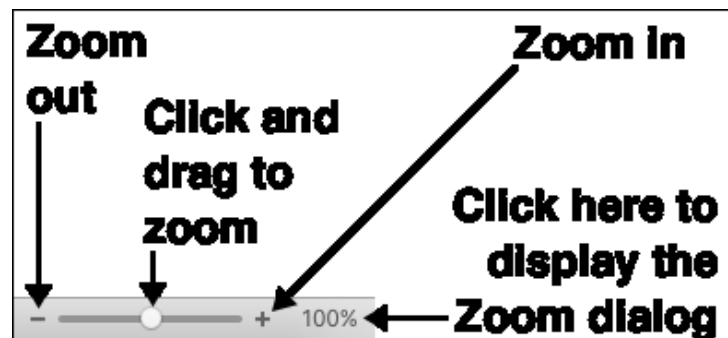 Zoom
out
Zoom in
Click and
drag to
zoom
Click here to
display the
Zoom dialog
− + 100%